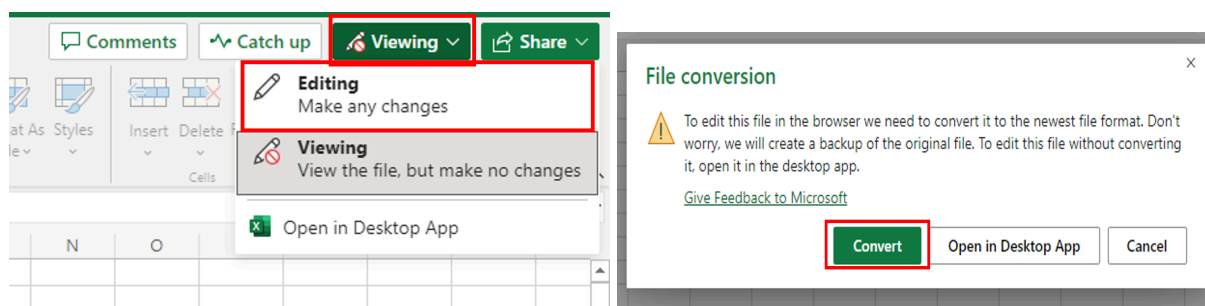 Comments
Catch up
Viewing
Share
Editing
Make any changes
at As
Styles
Insert
Delete
Viewing
View the file, but make no changes
Cells
Open in Desktop App
N
O
File conversion
X
To edit this file in the browser we need to convert it to the newest file format. Don't
worry, we will create a backup of the original file. To edit this file without converting
it, open it in the desktop app.
Give Feedback to Microsoft
Convert
Open in Desktop App
Cancel